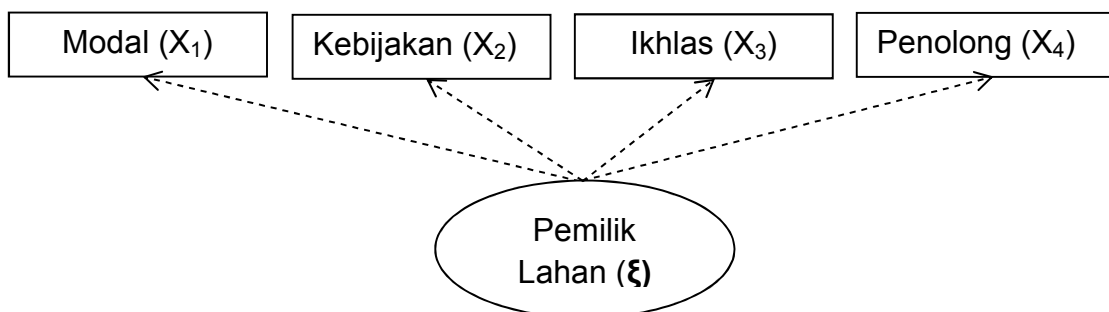 Modal (X₁)
Kebijakan (X₂)
Ikhlas (X₃)
Penolong (X₄)
Pemilik
Lahan (ξ)